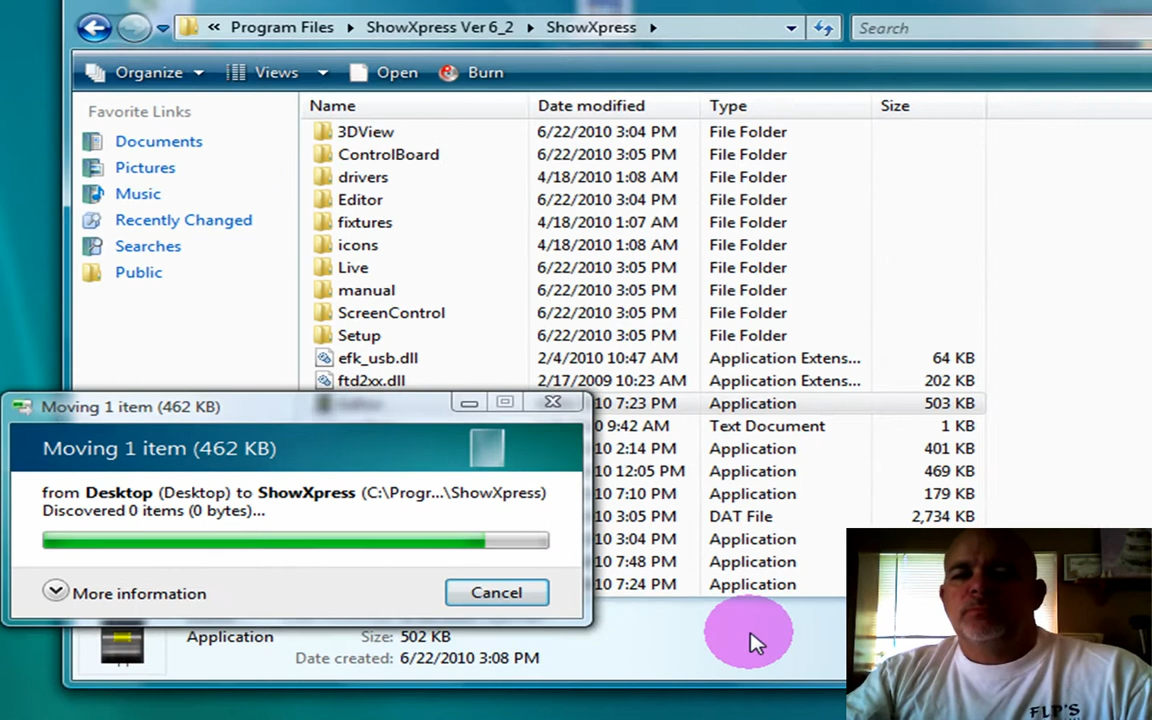 « Program Files ShowXpress Ver 6_2 ShowXpress Search
Organize Views Open Burn
Favorite Links
Documents
Pictures
Music
Recently Changed
Searches
Public
Name Date modified Type Size
3DView 6/22/2010 3:04 PM File Folder
ControlBoard 6/22/2010 3:05 PM File Folder
drivers 4/18/2010 1:08 AM File Folder
Editor 6/22/2010 3:04 PM File Folder
fixtures 4/18/2010 1:07 AM File Folder
icons 4/18/2010 1:08 AM File Folder
Live 6/22/2010 3:05 PM File Folder
manual 6/22/2010 3:05 PM File Folder
ScreenControl 6/22/2010 3:05 PM File Folder
Setup 6/22/2010 3:05 PM File Folder
efk_usb.dll 2/4/2010 10:47 AM Application Extens... 64 KB
ftd2xx.dll 2/17/2009 10:23 AM Application Extens... 202 KB
10 7:23 PM Application 503 KB
0 9:42 AM Text Document 1 KB
10 2:14 PM Application 401 KB
10 12:05 PM Application 469 KB
10 7:10 PM Application 179 KB
10 3:05 PM DAT File 2,734 KB
10 3:04 PM Application
10 7:48 PM Application
10 7:24 PM Application
Moving 1 item (462 KB)
Moving 1 item (462 KB)
from Desktop (Desktop) to ShowXpress (C:\Progr...\ShowXpress)
Discovered 0 items (0 bytes)...
More information Cancel
Application Size: 502 KB
Date created: 6/22/2010 3:08 PM
FLP'S